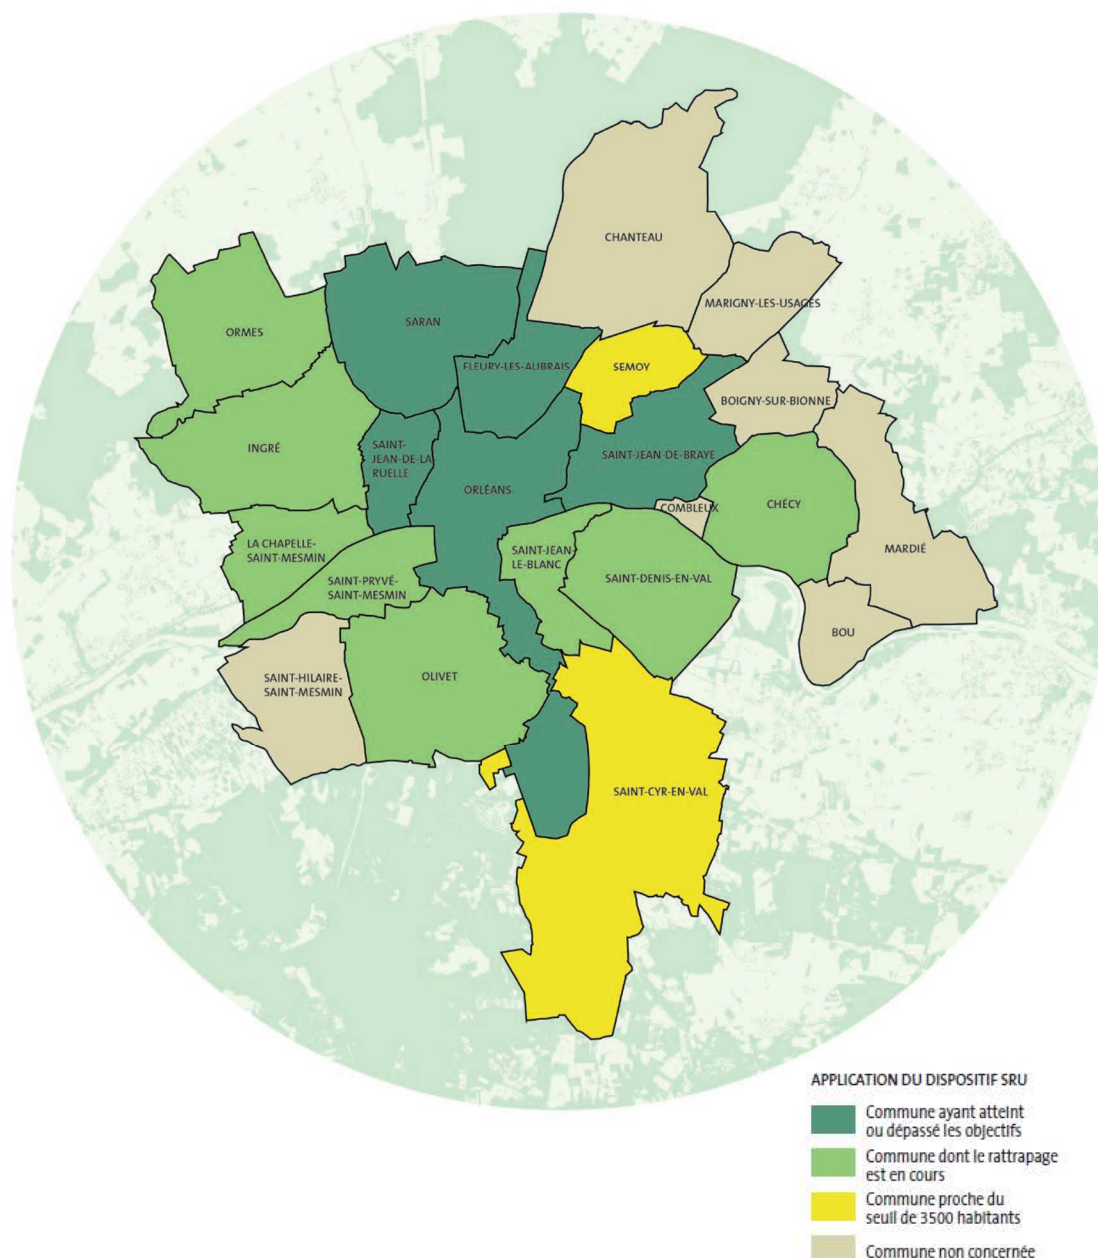 CHANTEAU
MARIGNY-LES-USAGES
ORMES
SARAN
FLEURY-LES-AUBRAIS
SEMOY
BOIGNY-SUR-BIONNE
INGRÉ
SAINT-
JEAN-DE-LA
RUELLE
ORLÉANS
SAINT-JEAN-DE-BRAYE
COMBLEUX
CHÉCY
MARDIÉ
LA CHAPELLE-
SAINT-MESMIN
SAINT-PRYVÉ-
SAINT-MESMIN
SAINT-JEAN-
LE-BLANC
SAINT-DENIS-EN-VAL
BOU
SAINT-HILAIRE-
SAINT-MESMIN
OLIVET
SAINT-CYR-EN-VAL
APPLICATION DU DISPOSITIF SRU
Commune ayant atteint
ou dépassé les objectifs
Commune dont le rattrapage
est en cours
Commune proche du
seuil de 3500 habitants
Commune non concernée